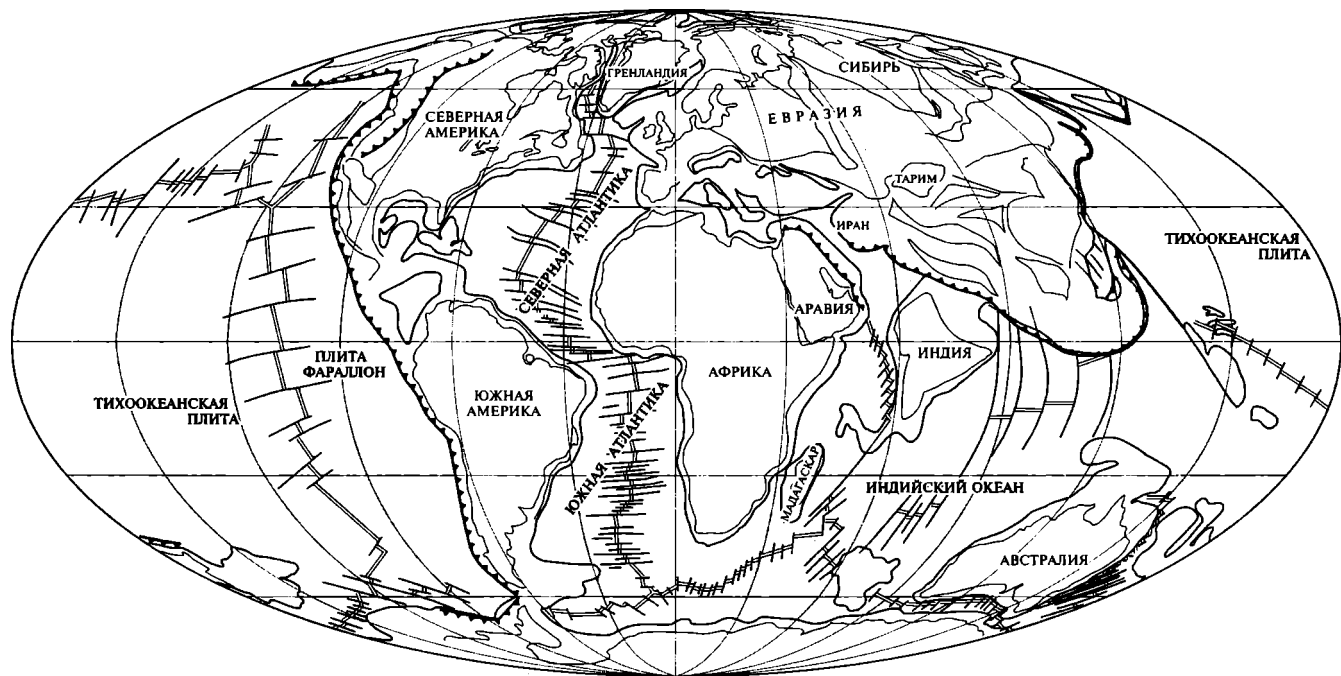 ГРЕНЛАНДИЯ
СИБИРЬ
СЕВЕРНАЯ
АМЕРИКА
ЕВРАЗИЯ
ТАРИМ
ИРАН
СЕВЕРНАЯ АТЛАНТИКА
ТИХООКЕАНСКАЯ
ПЛИТА
АРАВИЯ
ИНДИЯ
ПЛИТА
ФАРАЛЛОН
АФРИКА
ЮЖНАЯ
АМЕРИКА
ТИХООКЕАНСКАЯ
ПЛИТА
ЮЖНАЯ АТЛАНТИКА
МАДАГАСКАР
ИНДИЙСКИЙ ОКЕАН
АВСТРАЛИЯ